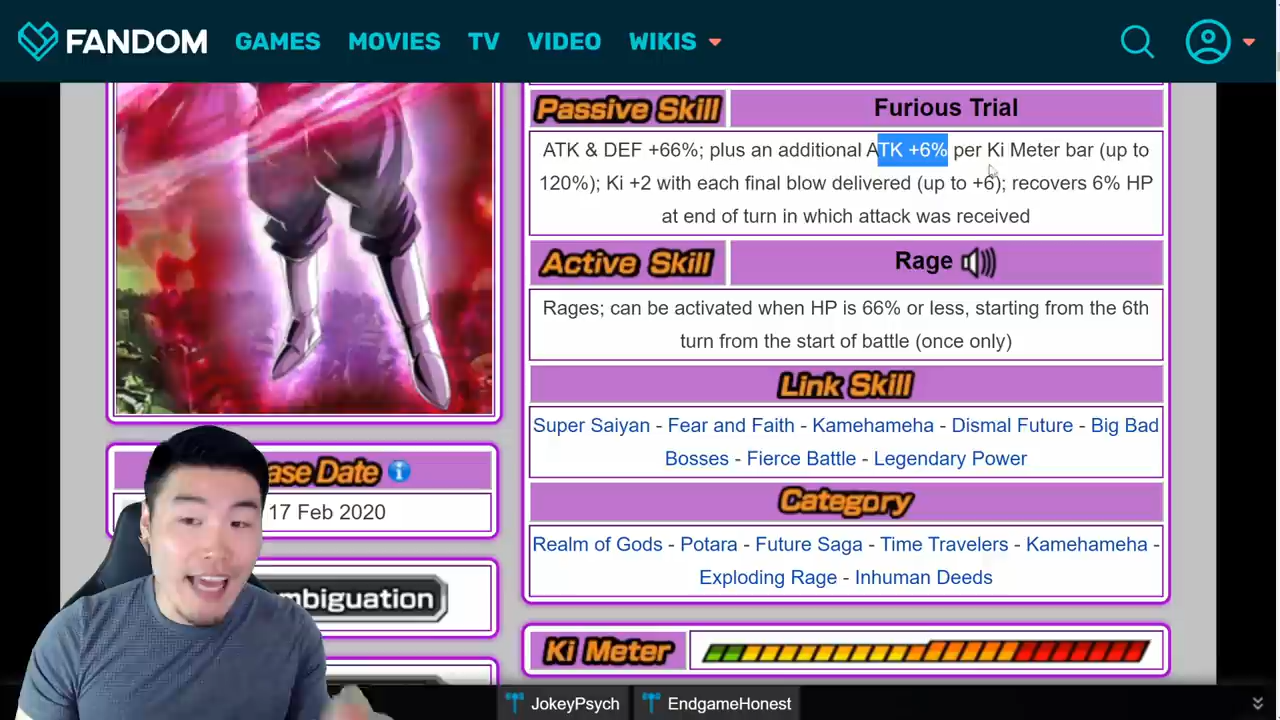 FANDOM GAMES MOVIES TV VIDEO WIKIS
Passive Skill Furious Trial
ATK & DEF +66%; plus an additional ATK +6% per Ki Meter bar (up to
120%); Ki +2 with each final blow delivered (up to +6); recovers 6% HP
at end of turn in which attack was received
Active Skill Rage
Rages; can be activated when HP is 66% or less, starting from the 6th
turn from the start of battle (once only)
Link Skill
Super Saiyan - Fear and Faith - Kamehameha - Dismal Future - Big Bad
Bosses - Fierce Battle - Legendary Power
Category
Realm of Gods - Potara - Future Saga - Time Travelers - Kamehameha -
Exploding Rage - Inhuman Deeds
Ki Meter
ase Date
17 Feb 2020
mbiguation
JokeyPsych EndgameHonest